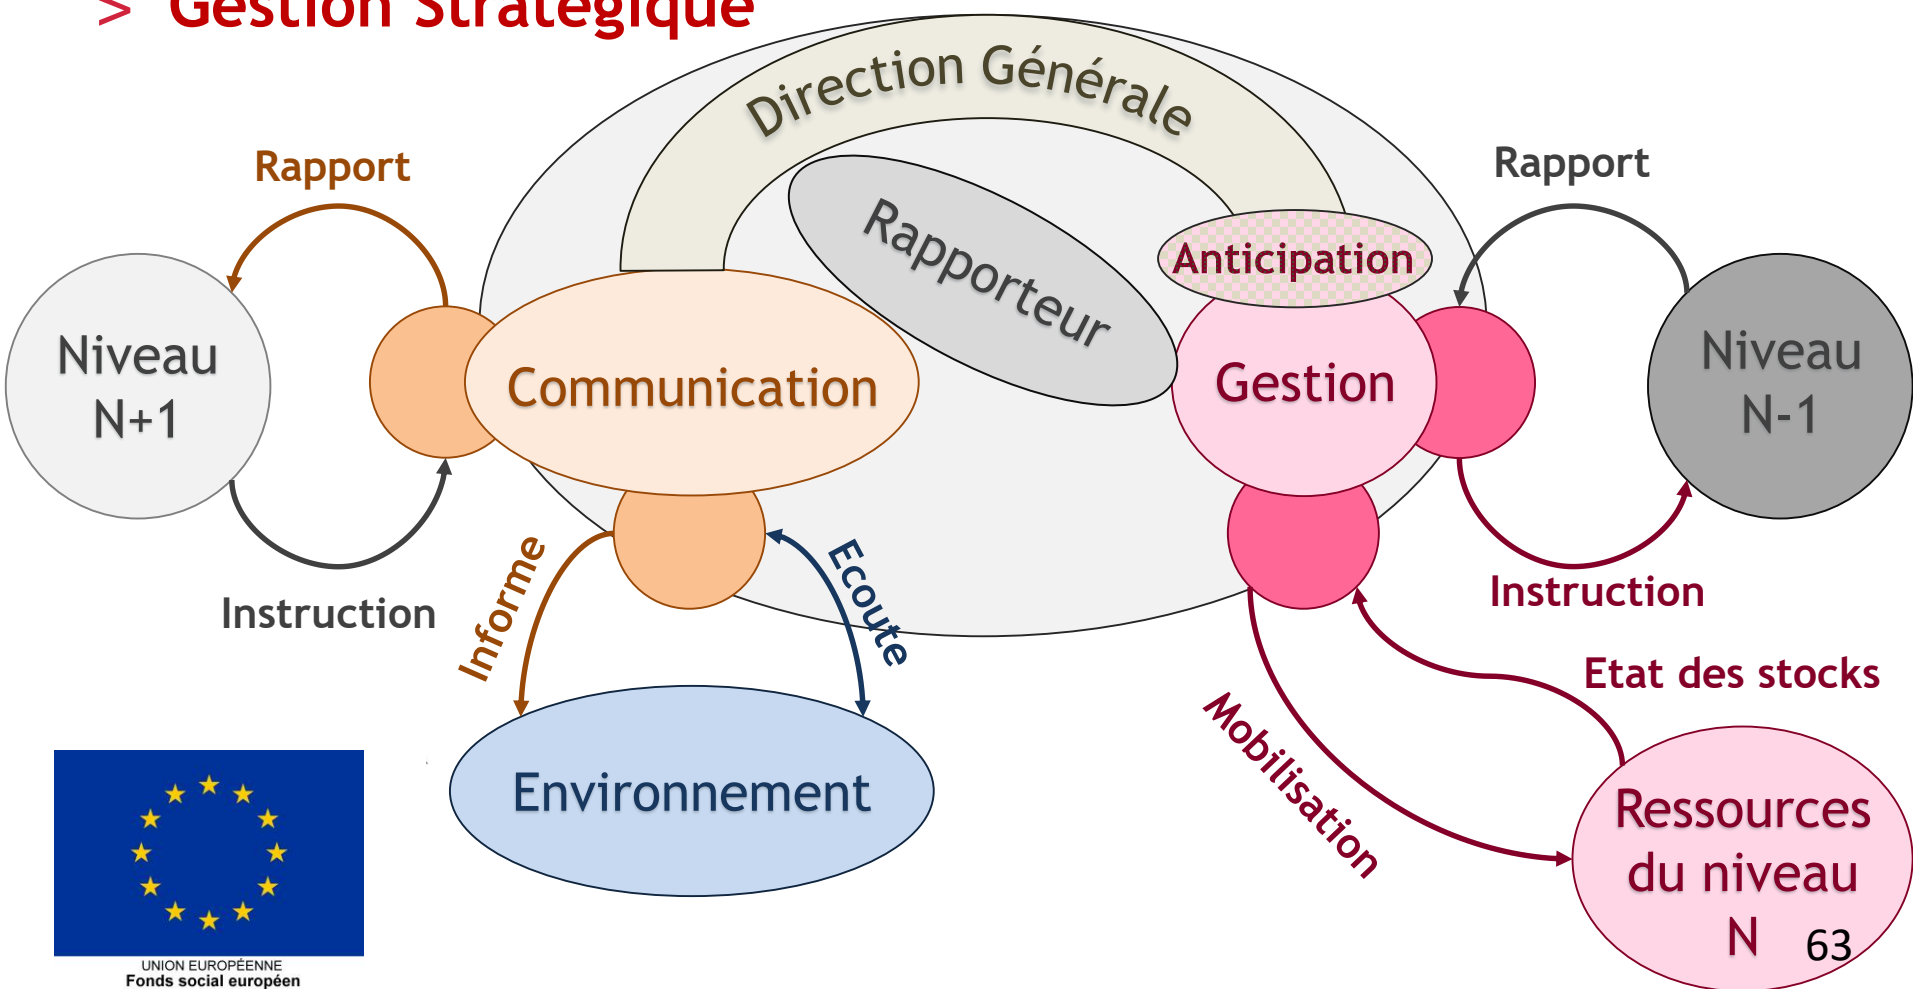 > Gestion Stratégique
Direction Générale
Rapport
Rapport
Rapporteur
Anticipation
Niveau
N+1
Communication
Gestion
Niveau
N-1
Instruction
Informe
Ecoute
Instruction
Etat des stocks
Mobilisation
Environnement
Ressources
du niveau
N
63
UNION EUROPÉENNE
Fonds social européen